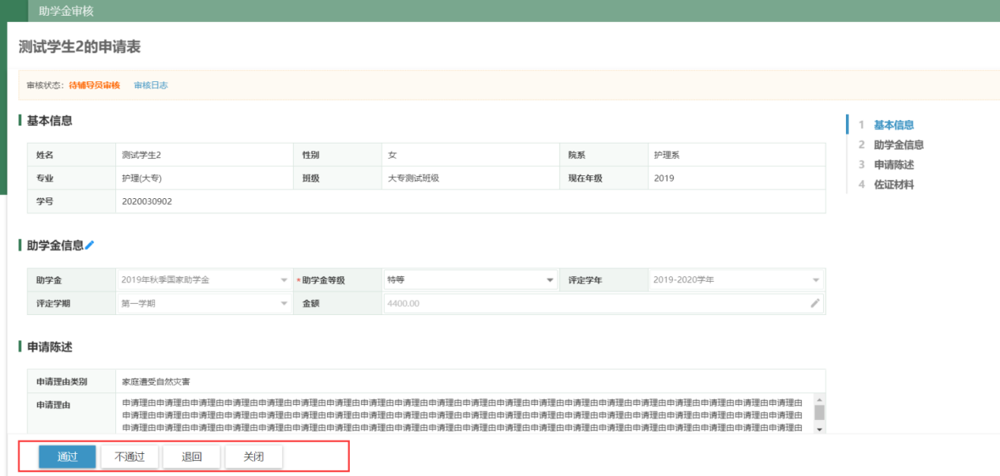 助学金审核
测试学生2的申请表
审核状态：待辅导员审核 审核日志
基本信息
姓名 测试学生2 性别 女 院系 护理系
专业 护理(大专) 班级 大专测试班级 现在年级 2019
学号 2020030902
助学金信息
助学金 2019年秋季国家助学金 *助学金等级 特等 评定学年 2019-2020学年
评定学期 第一学期 金额 4400.00
申请陈述
申请理由类别 家庭遭受自然灾害
申请理由 申请理由申请理由申请理由申请理由申请理由申请理由申请理由申请理由申请理由申请理由申请理由申请理由申请理由申请理由申请理由申请理由申请理由申请理由申请理由申请理由
申请理由申请理由申请理由申请理由申请理由申请理由申请理由申请理由申请理由申请理由申请理由申请理由申请理由申请理由申请理由申请理由申请理由申请理由申请理由申请理由
申请理由申请理由申请理由申请理由申请理由申请理由申请理由申请理由申请理由申请理由申请理由申请理由申请理由申请理由申请理由申请理由申请理由申请理由申请理由申请理由
通过 不通过 退回 关闭
1 基本信息
2 助学金信息
3 申请陈述
4 佐证材料